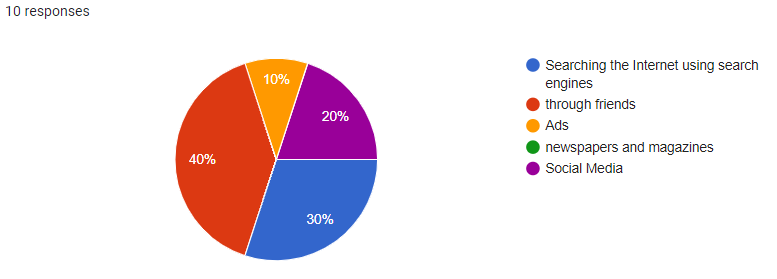 10 responses
10%
20%
40%
30%
Searching the Internet using search
engines
through friends
Ads
newspapers and magazines
Social Media